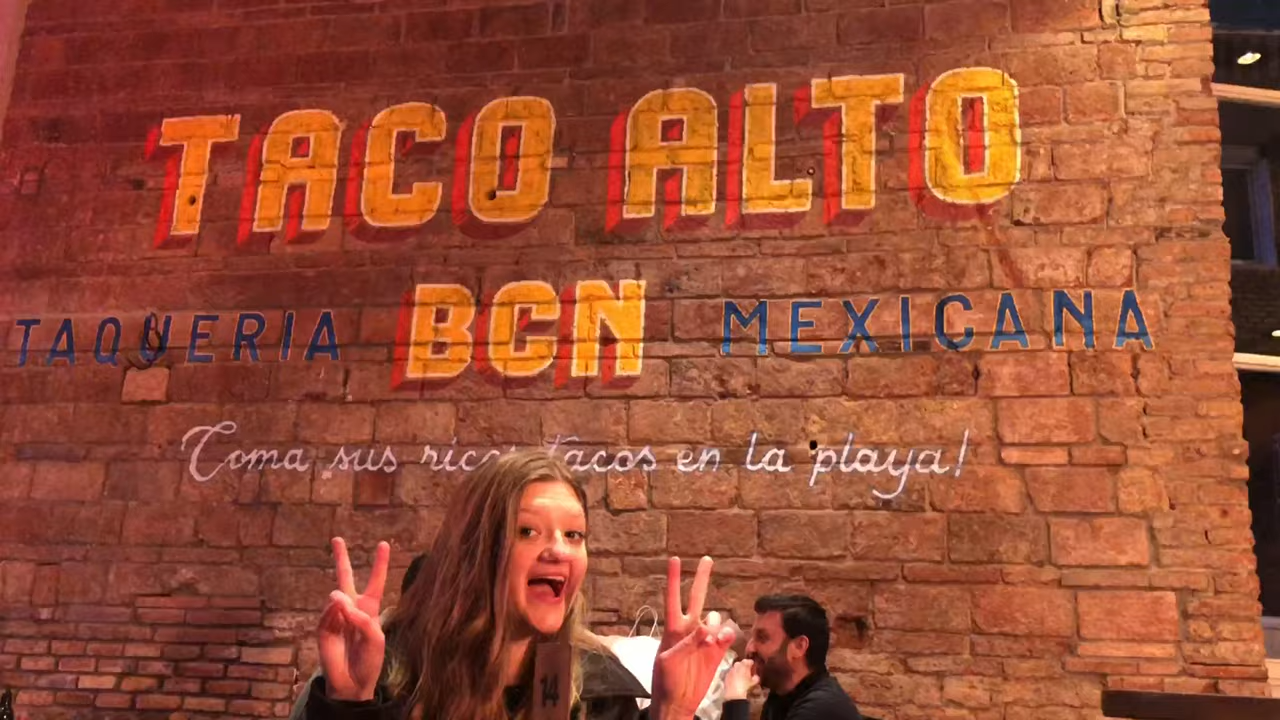 TACO ALTO
TAQUERIA BCN MEXICANA
Coma sus ricos tacos en la playa!
14